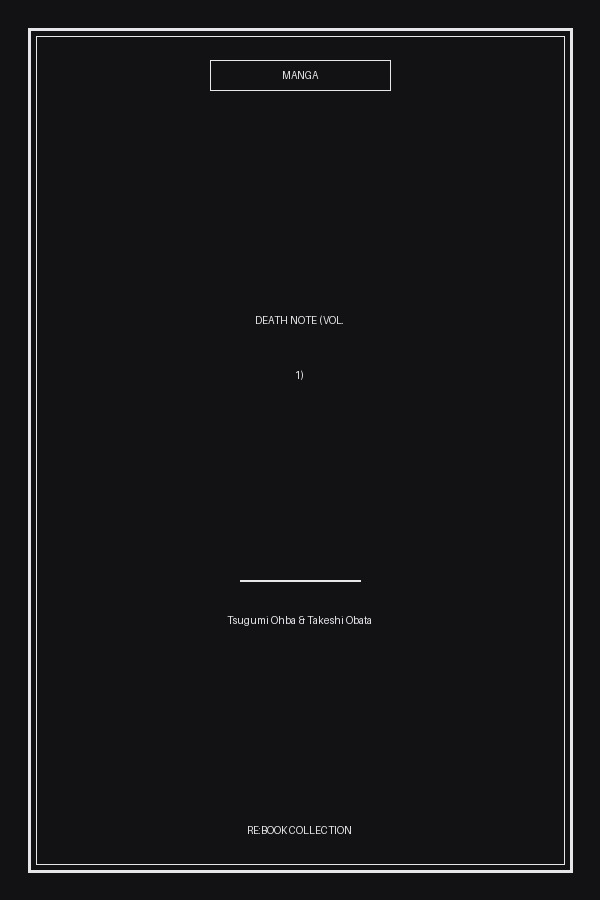 MANGA
DEATH NOTE (VOL.
1)
Tsugumi Ohba & Takeshi Obata
RE:BOOK COLLECTION